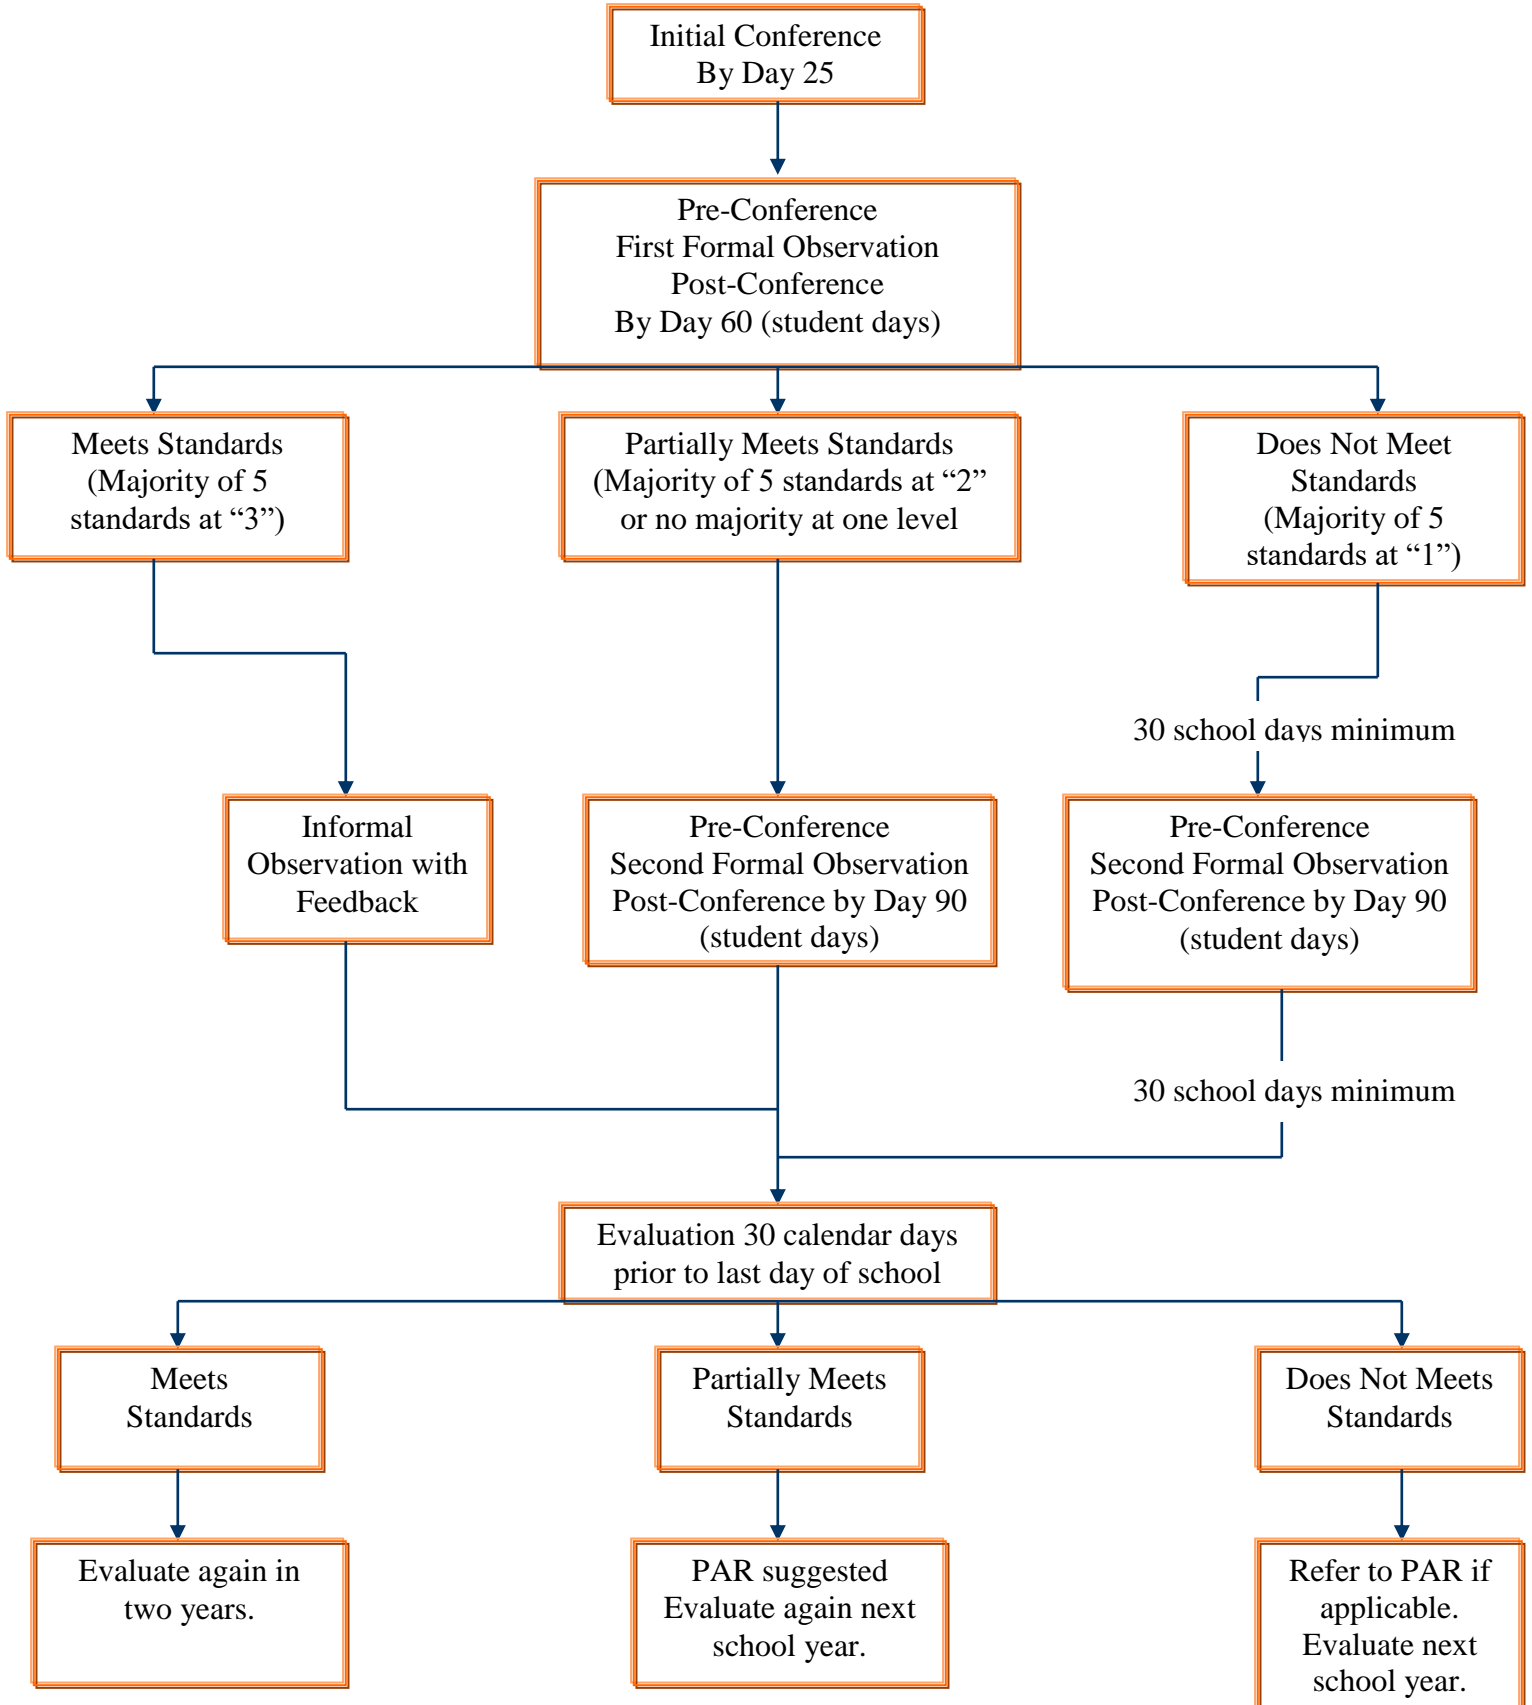 Initial Conference
By Day 25
Pre-Conference
First Formal Observation
Post-Conference
By Day 60 (student days)
Meets Standards
(Majority of 5
standards at “3”)
Partially Meets Standards
(Majority of 5 standards at “2”
or no majority at one level
Does Not Meet
Standards
(Majority of 5
standards at “1”)
30 school days minimum
Informal
Observation with
Feedback
Pre-Conference
Second Formal Observation
Post-Conference by Day 90
(student days)
Pre-Conference
Second Formal Observation
Post-Conference by Day 90
(student days)
30 school days minimum
Evaluation 30 calendar days
prior to last day of school
Meets
Standards
Partially Meets
Standards
Does Not Meets
Standards
Evaluate again in
two years.
PAR suggested
Evaluate again next
school year.
Refer to PAR if
applicable.
Evaluate next
school year.